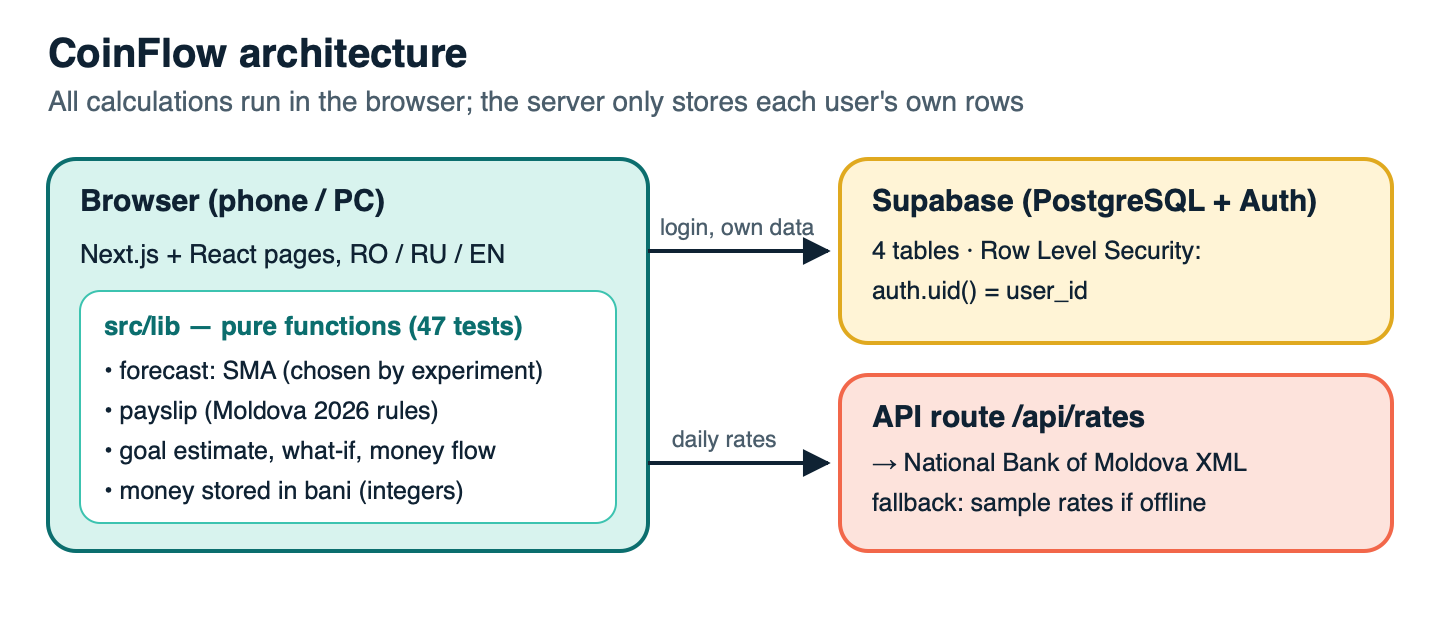 CoinFlow architecture
All calculations run in the browser; the server only stores each user's own rows
Browser (phone / PC)
Next.js + React pages, RO / RU / EN
src/lib — pure functions (47 tests)
• forecast: SMA (chosen by experiment)
• payslip (Moldova 2026 rules)
• goal estimate, what-if, money flow
• money stored in bani (integers)
login, own data
daily rates
Supabase (PostgreSQL + Auth)
4 tables · Row Level Security:
auth.uid() = user_id
API route /api/rates
→ National Bank of Moldova XML
fallback: sample rates if offline